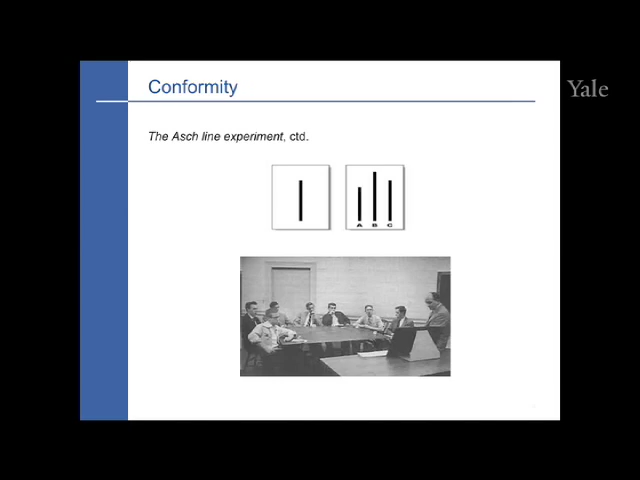 Conformity
Yale
The Asch line experiment, ctd.
A B C